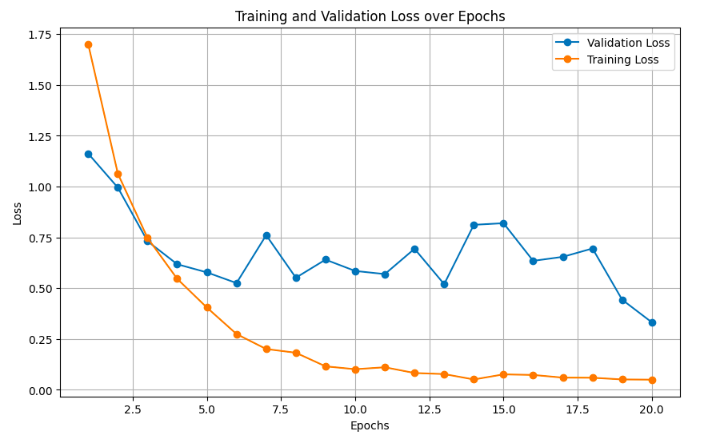 Training and Validation Loss over Epochs
Validation Loss
Training Loss
1.75
1.50
1.25
1.00
0.75
0.50
0.25
0.00
Loss
2.5 5.0 7.5 10.0 12.5 15.0 17.5 20.0
Epochs